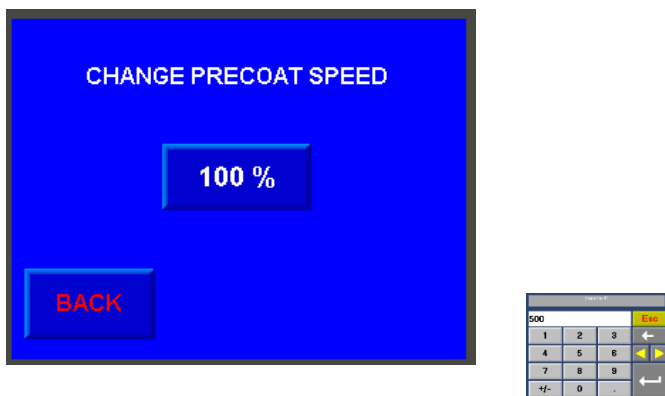 CHANGE PRECOAT SPEED
100 %
BACK
500
Esc
1 2 3
4 5 6
7 8 9
+/- 0 .